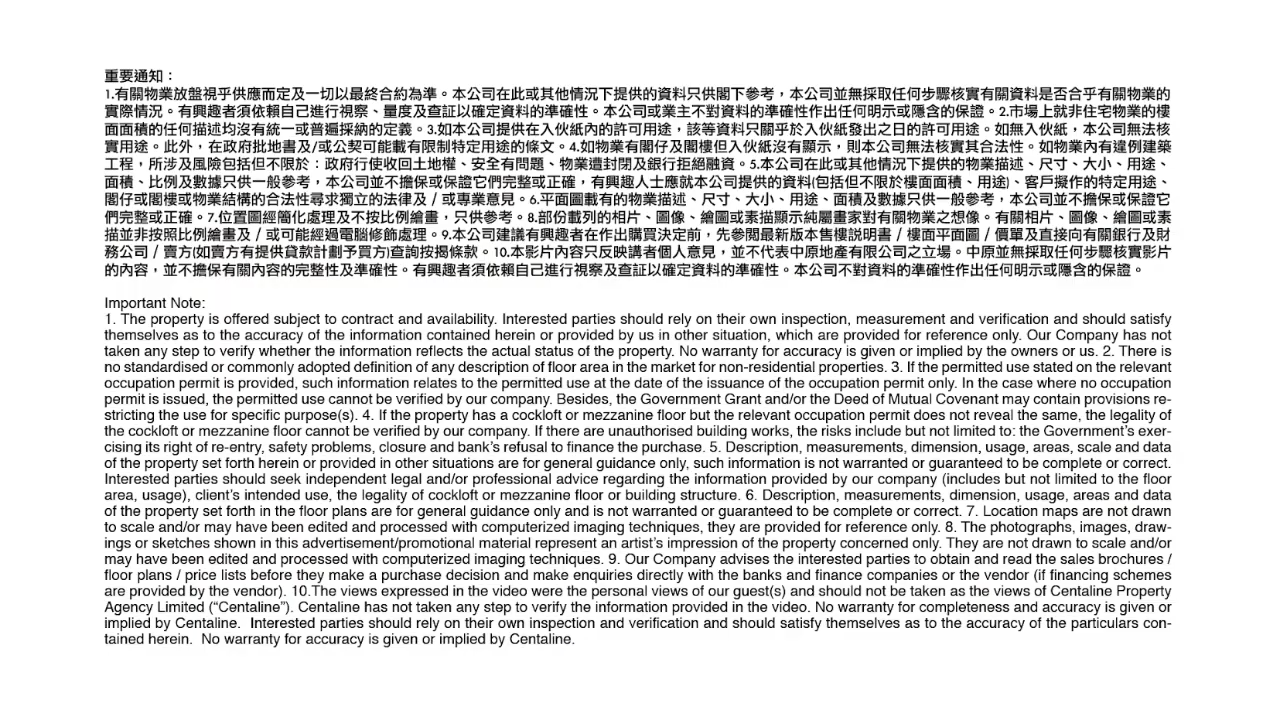 重要通知：
1.有關物業放盤視乎供應而定及一切以最終合約為準。本公司在此或其他情況下提供的資料只供閣下參考，本公司並無採取任何步驟核實有關資料是否合乎有關物業的
實際情況。有興趣者須依賴自己進行視察、量度及查証以確定資料的準確性。本公司或業主不對資料的準確性作出任何明示或隱含的保證。2.市場上就非住宅物業的樓
面面積的任何描述均沒有統一或普遍採納的定義。3.如本公司提供在入伙紙內的許可用途，該等資料只關乎於入伙紙發出之日的許可用途。如無入伙紙，本公司無法核
實用途。此外，在政府批地書及/或公契可能載有限制特定用途的條文。4.如物業有閣仔及閣樓但入伙紙沒有顯示，則本公司無法核實其合法性。如物業內有違例建築
工程，所涉及風險包括但不限於：政府行使收回土地權、安全有問題、物業遭封閉及銀行拒絕融資。5.本公司在此或其他情況下提供的物業描述、尺寸、大小、用途、
面積、比例及數據只供一般參考，本公司並不擔保或保證它們完整或正確，有興趣人士應就本公司提供的資料(包括但不限於樓面面積、用途)、客戶擬作的特定用途、
閣仔或閣樓或物業結構的合法性尋求獨立的法律及 / 或專業意見。6.平面圖載有的物業描述、尺寸、大小、用途、面積及數據只供一般參考，本公司並不擔保或保證它
們完整或正確。7.位置圖經簡化處理及不按比例繪畫，只供參考。8.部份載列的相片、圖像、繪圖或素描顯示純屬畫家對有關物業之想像。有關相片、圖像、繪圖或素
描並非按照比例繪畫及 / 或可能經過電腦修飾處理。9.本公司建議有興趣者在作出購買決定前，先參閱最新版本售樓說明書 / 樓面平面圖 / 價單及直接向有關銀行及財
務公司 / 賣方(如賣方有提供貸款計劃予買方)查詢按揭條款。10.本影片內容只反映講者個人意見，並不代表中原地產有限公司之立場。中原並無採取任何步驟核實影片
的內容，並不擔保有關內容的完整性及準確性。有興趣者須依賴自己進行視察及查証以確定資料的準確性。本公司不對資料的準確性作出任何明示或隱含的保證。
Important Note:
1. The property is offered subject to contract and availability. Interested parties should rely on their own inspection, measurement and verification and should satisfy
themselves as to the accuracy of the information contained herein or provided by us in other situation, which are provided for reference only. Our Company has not
taken any step to verify whether the information reflects the actual status of the property. No warranty for accuracy is given or implied by the owners or us. 2. There is
no standardised or commonly adopted definition of any description of floor area in the market for non-residential properties. 3. If the permitted use stated on the relevant
occupation permit is provided, such information relates to the permitted use at the date of the issuance of the occupation permit only. In the case where no occupation
permit is issued, the permitted use cannot be verified by our company. Besides, the Government Grant and/or the Deed of Mutual Covenant may contain provisions re-
stricting the use for specific purpose(s). 4. If the property has a cockloft or mezzanine floor but the relevant occupation permit does not reveal the same, the legality of
the cockloft or mezzanine floor cannot be verified by our company. If there are unauthorised building works, the risks include but not limited to: the Government's exer-
cising its right of re-entry, safety problems, closure and bank's refusal to finance the purchase. 5. Description, measurements, dimension, usage, areas, scale and data
of the property set forth herein or provided in other situations are for general guidance only, such information is not warranted or guaranteed to be complete or correct.
Interested parties should seek independent legal and/or professional advice regarding the information provided by our company (includes but not limited to the floor
area, usage), client's intended use, the legality of cockloft or mezzanine floor or building structure. 6. Description, measurements, dimension, usage, areas and data
of the property set forth in the floor plans are for general guidance only and is not warranted or guaranteed to be complete or correct. 7. Location maps are not drawn
to scale and/or may have been edited and processed with computerized imaging techniques, they are provided for reference only. 8. The photographs, images, draw-
ings or sketches shown in this advertisement/promotional material represent an artist's impression of the property concerned only. They are not drawn to scale and/or
may have been edited and processed with computerized imaging techniques. 9. Our Company advises the interested parties to obtain and read the sales brochures /
floor plans / price lists before they make a purchase decision and make enquiries directly with the banks and finance companies or the vendor (if financing schemes
are provided by the vendor). 10.The views expressed in the video were the personal views of our guest(s) and should not be taken as the views of Centaline Property
Agency Limited ("Centaline"). Centaline has not taken any step to verify the information provided in the video. No warranty for completeness and accuracy is given or
implied by Centaline.  Interested parties should rely on their own inspection and verification and should satisfy themselves as to the accuracy of the particulars con-
tained herein.  No warranty for accuracy is given or implied by Centaline.